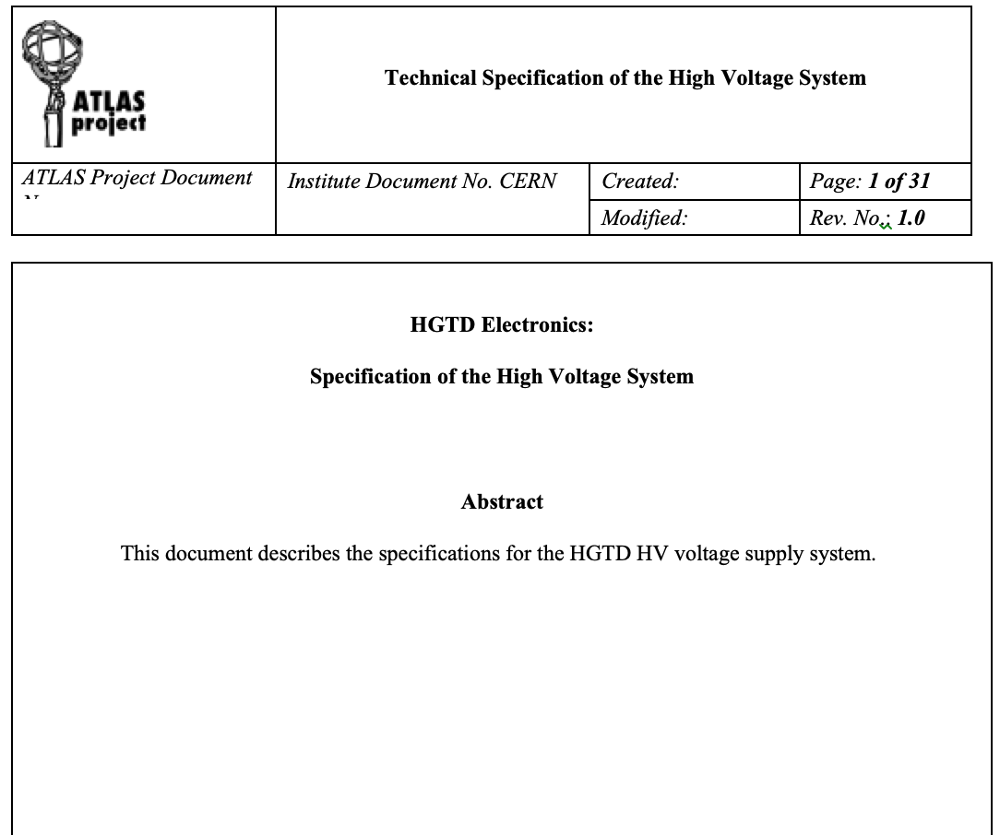 ATLAS
project
Technical Specification of the High Voltage System
ATLAS Project Document
Institute Document No. CERN
Created:
Page: 1 of 31
Modified:
Rev. No.: 1.0
HGTD Electronics:
Specification of the High Voltage System
Abstract
This document describes the specifications for the HGTD HV voltage supply system.